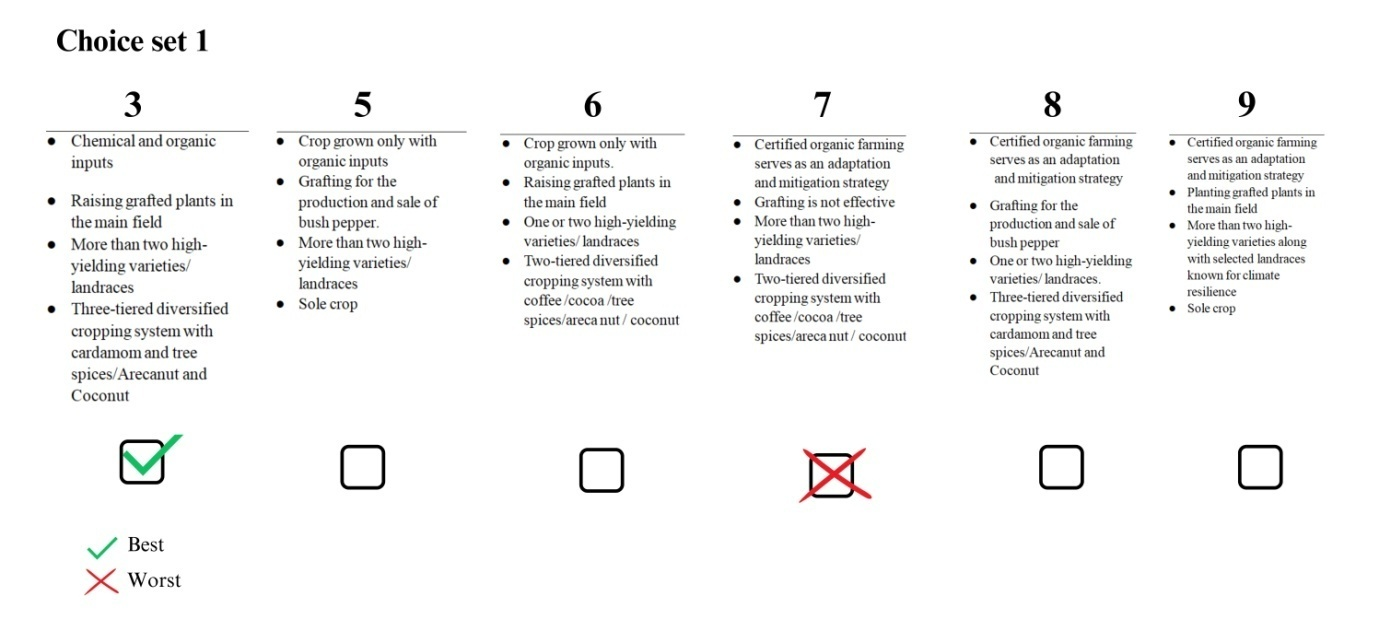 Choice set 1
3
● Chemical and organic
inputs
● Raising grafted plants in
the main field
● More than two high-
yielding varieties/
landraces
● Three-tiered diversified
cropping system with
cardamom and tree
spices/Arecanut and
Coconut
5
● Crop grown only with
organic inputs
● Grafting for the
production and sale of
bush pepper.
● More than two high-
yielding varieties/
landraces
● Sole crop
6
● Crop grown only with
organic inputs.
● Raising grafted plants in
the main field
● One or two high-yielding
varieties/ landraces
● Two-tiered diversified
cropping system with
coffee /cocoa /tree
spices/areca nut / coconut
7
● Certified organic farming
serves as an adaptation
and mitigation strategy
● Grafting is not effective
● More than two high-
yielding varieties/
landraces
● Two-tiered diversified
cropping system with
coffee /cocoa /tree
spices/areca nut / coconut
8
● Certified organic farming
serves as an adaptation
and mitigation strategy
● Grafting for the
production and sale of
bush pepper
● One or two high-yielding
varieties/ landraces.
● Three-tiered diversified
cropping system with
cardamom and tree
spices/Arecanut and
Coconut
9
● Certified organic farming
serves as an adaptation
and mitigation strategy
● Planting grafted plants in
the main field
● More than two high-
yielding varieties along
with selected landraces
known for climate
resilience
● Sole crop
Best
Worst